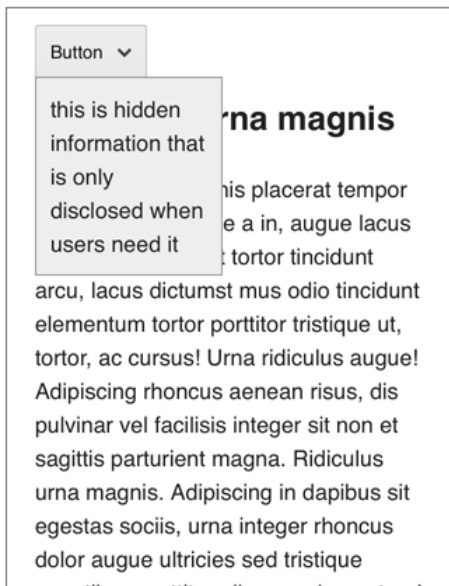 Button
this is hidden
information that
is only
disclosed when
users need it
rna magnis
nis placerat tempor
e a in, augue lacus
tortor tincidunt
arcu, lacus dictumst mus odio tincidunt
elementum tortor porttitor tristique ut,
tortor, ac cursus! Urna ridiculus augue!
Adipiscing rhoncus aenean risus, dis
pulvinar vel facilisis integer sit non et
sagittis parturient magna. Ridiculus
urna magnis. Adipiscing in dapibus sit
egestas sociis, urna integer rhoncus
dolor augue ultricies sed tristique